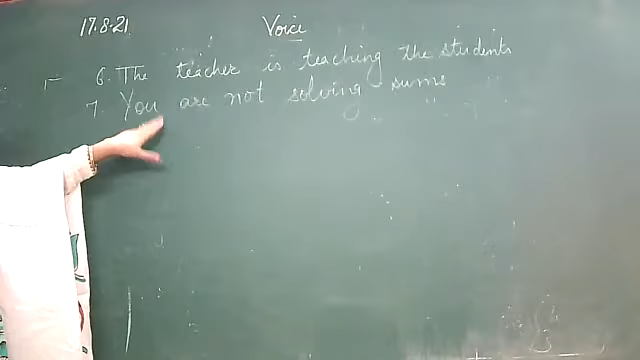 17.8.21
Voice
6. The teacher is teaching the students
7. You are not solving sums